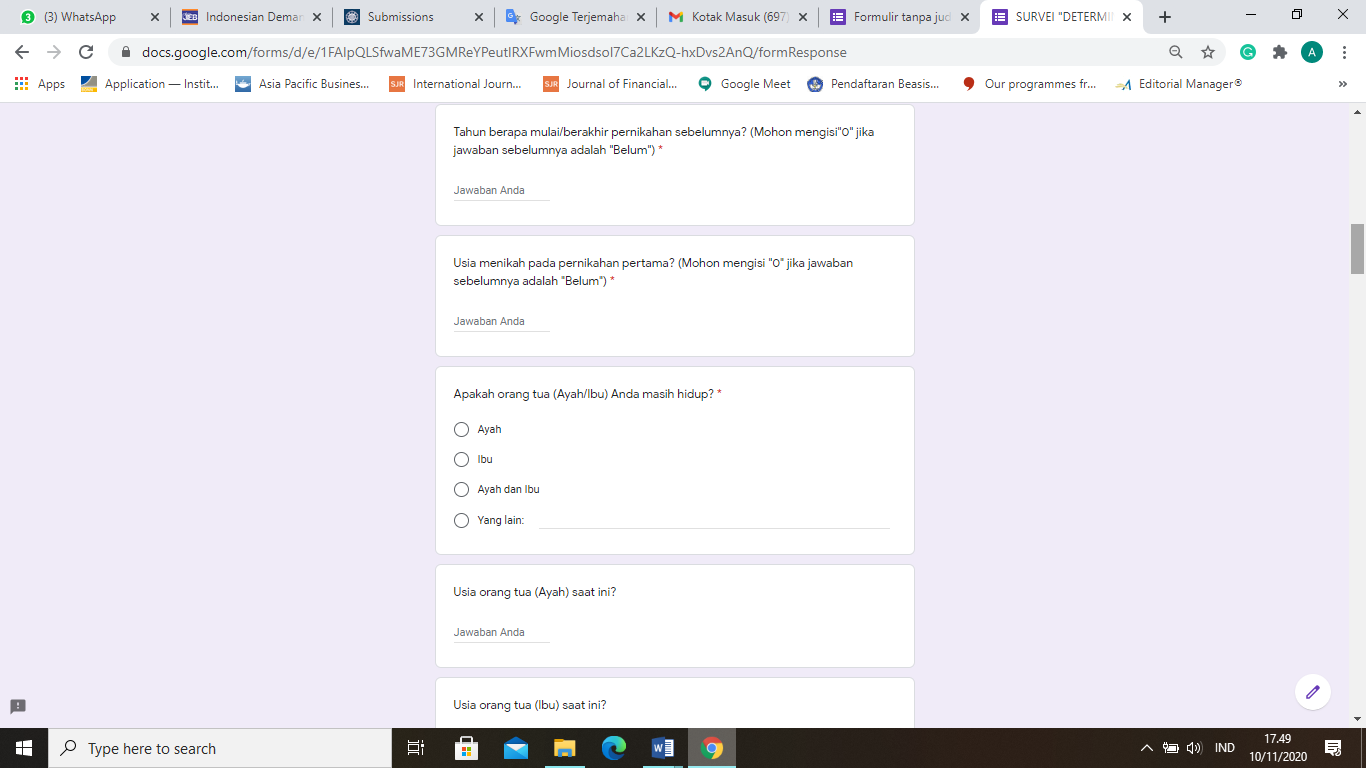 (3) WhatsApp
Indonesian Deman
Submissions
Google Terjemaha
Kotak Masuk (697)
Formulir tanpa jud
SURVEI "DETERMI
docs.google.com/forms/d/e/1FAIpQLSfwaME73GMReYPeutIRXFwmMiosdsoI7Ca2LKzQ-hxDvs2AnQ/formResponse
A
Apps
Application — Instit...
Asia Pacific Busines...
SJR
International Journ...
SJR
Journal of Financial...
Google Meet
Pendaftaran Beasis...
Our programmes fr...
Editorial Manager®
»
Tahun berapa mulai/berakhir pernikahan sebelumnya? (Mohon mengisi"0" jika
jawaban sebelumnya adalah "Belum") *
Jawaban Anda
Usia menikah pada pernikahan pertama? (Mohon mengisi "0" jika jawaban
sebelumnya adalah "Belum") *
Jawaban Anda
Apakah orang tua (Ayah/Ibu) Anda masih hidup? *
Ayah
Ibu
Ayah dan Ibu
Yang lain:
Usia orang tua (Ayah) saat ini?
Jawaban Anda
Usia orang tua (Ibu) saat ini?
Type here to search
IND
17.49
10/11/2020